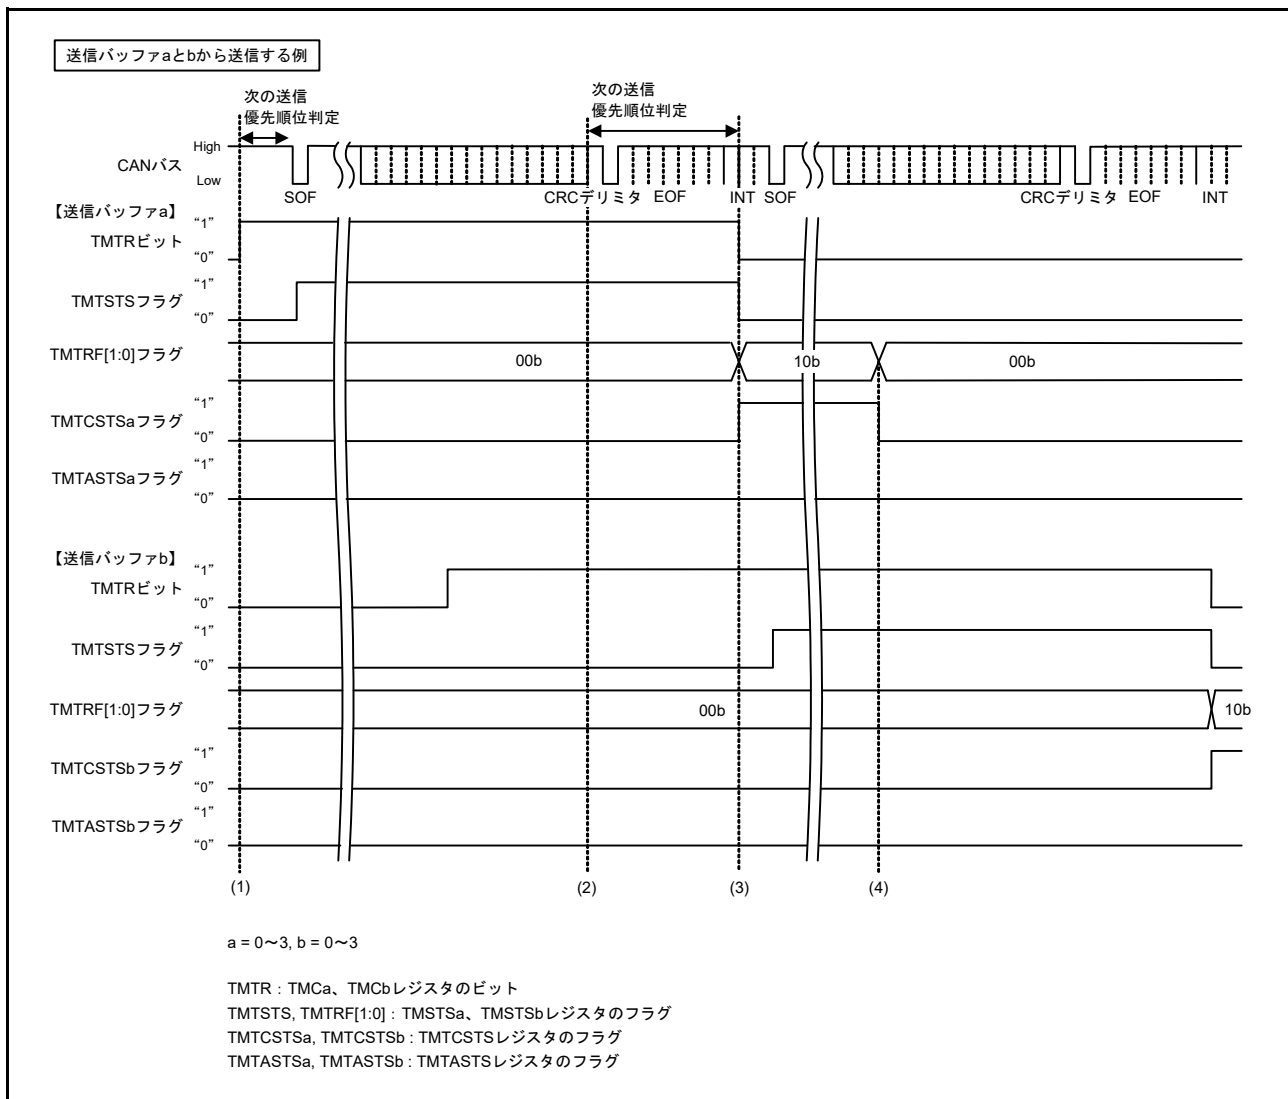 送信バッファaとbから送信する例
次の送信
優先順位判定
次の送信
優先順位判定
CANバス
High
Low
SOF
CRCデリミタ
EOF
INT
SOF
CRCデリミタ
EOF
INT
【送信バッファa】
TMTRビット
“1”
“0”
TMTSTSフラグ
“1”
“0”
TMTRF[1:0]フラグ
00b
10b
00b
TMTCSTSaフラグ
“1”
“0”
TMTASTSaフラグ
“1”
“0”
【送信バッファb】
TMTRビット
“1”
“0”
TMTSTSフラグ
“1”
“0”
TMTRF[1:0]フラグ
00b
10b
TMTCSTSbフラグ
“1”
“0”
TMTASTSbフラグ
“1”
“0”
(1)
(2)
(3)
(4)
a = 0～3, b = 0～3
TMTR : TMCa、TMCbレジスタのビット
TMTSTS, TMTRF[1:0] : TMSTSa、TMSTSbレジスタのフラグ
TMTCSTSa, TMTCSTSb : TMTCSTSレジスタのフラグ
TMTASTSa, TMTASTSb : TMTASTSレジスタのフラグ